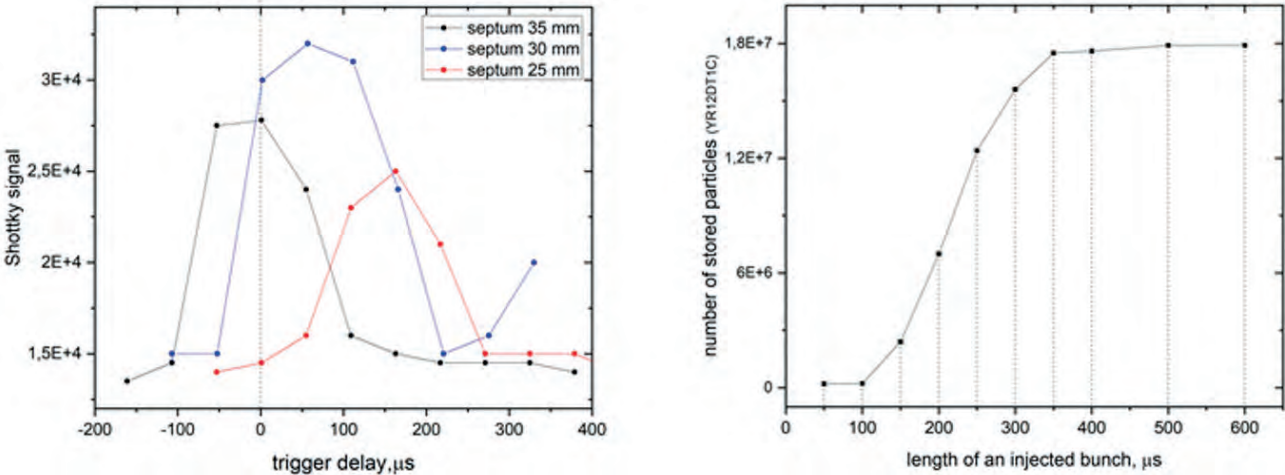 septum 35 mm
septum 30 mm
septum 25 mm
3E+4
2,5E+4
2E+4
1,5E+4
Shottky signal
-200 -100 0 100 200 300 400
trigger delay,μs
1,8E+7
1,2E+7
6E+6
0
number of stored particles (YR12DT1C)
0 100 200 300 400 500 600
length of an injected bunch, μs